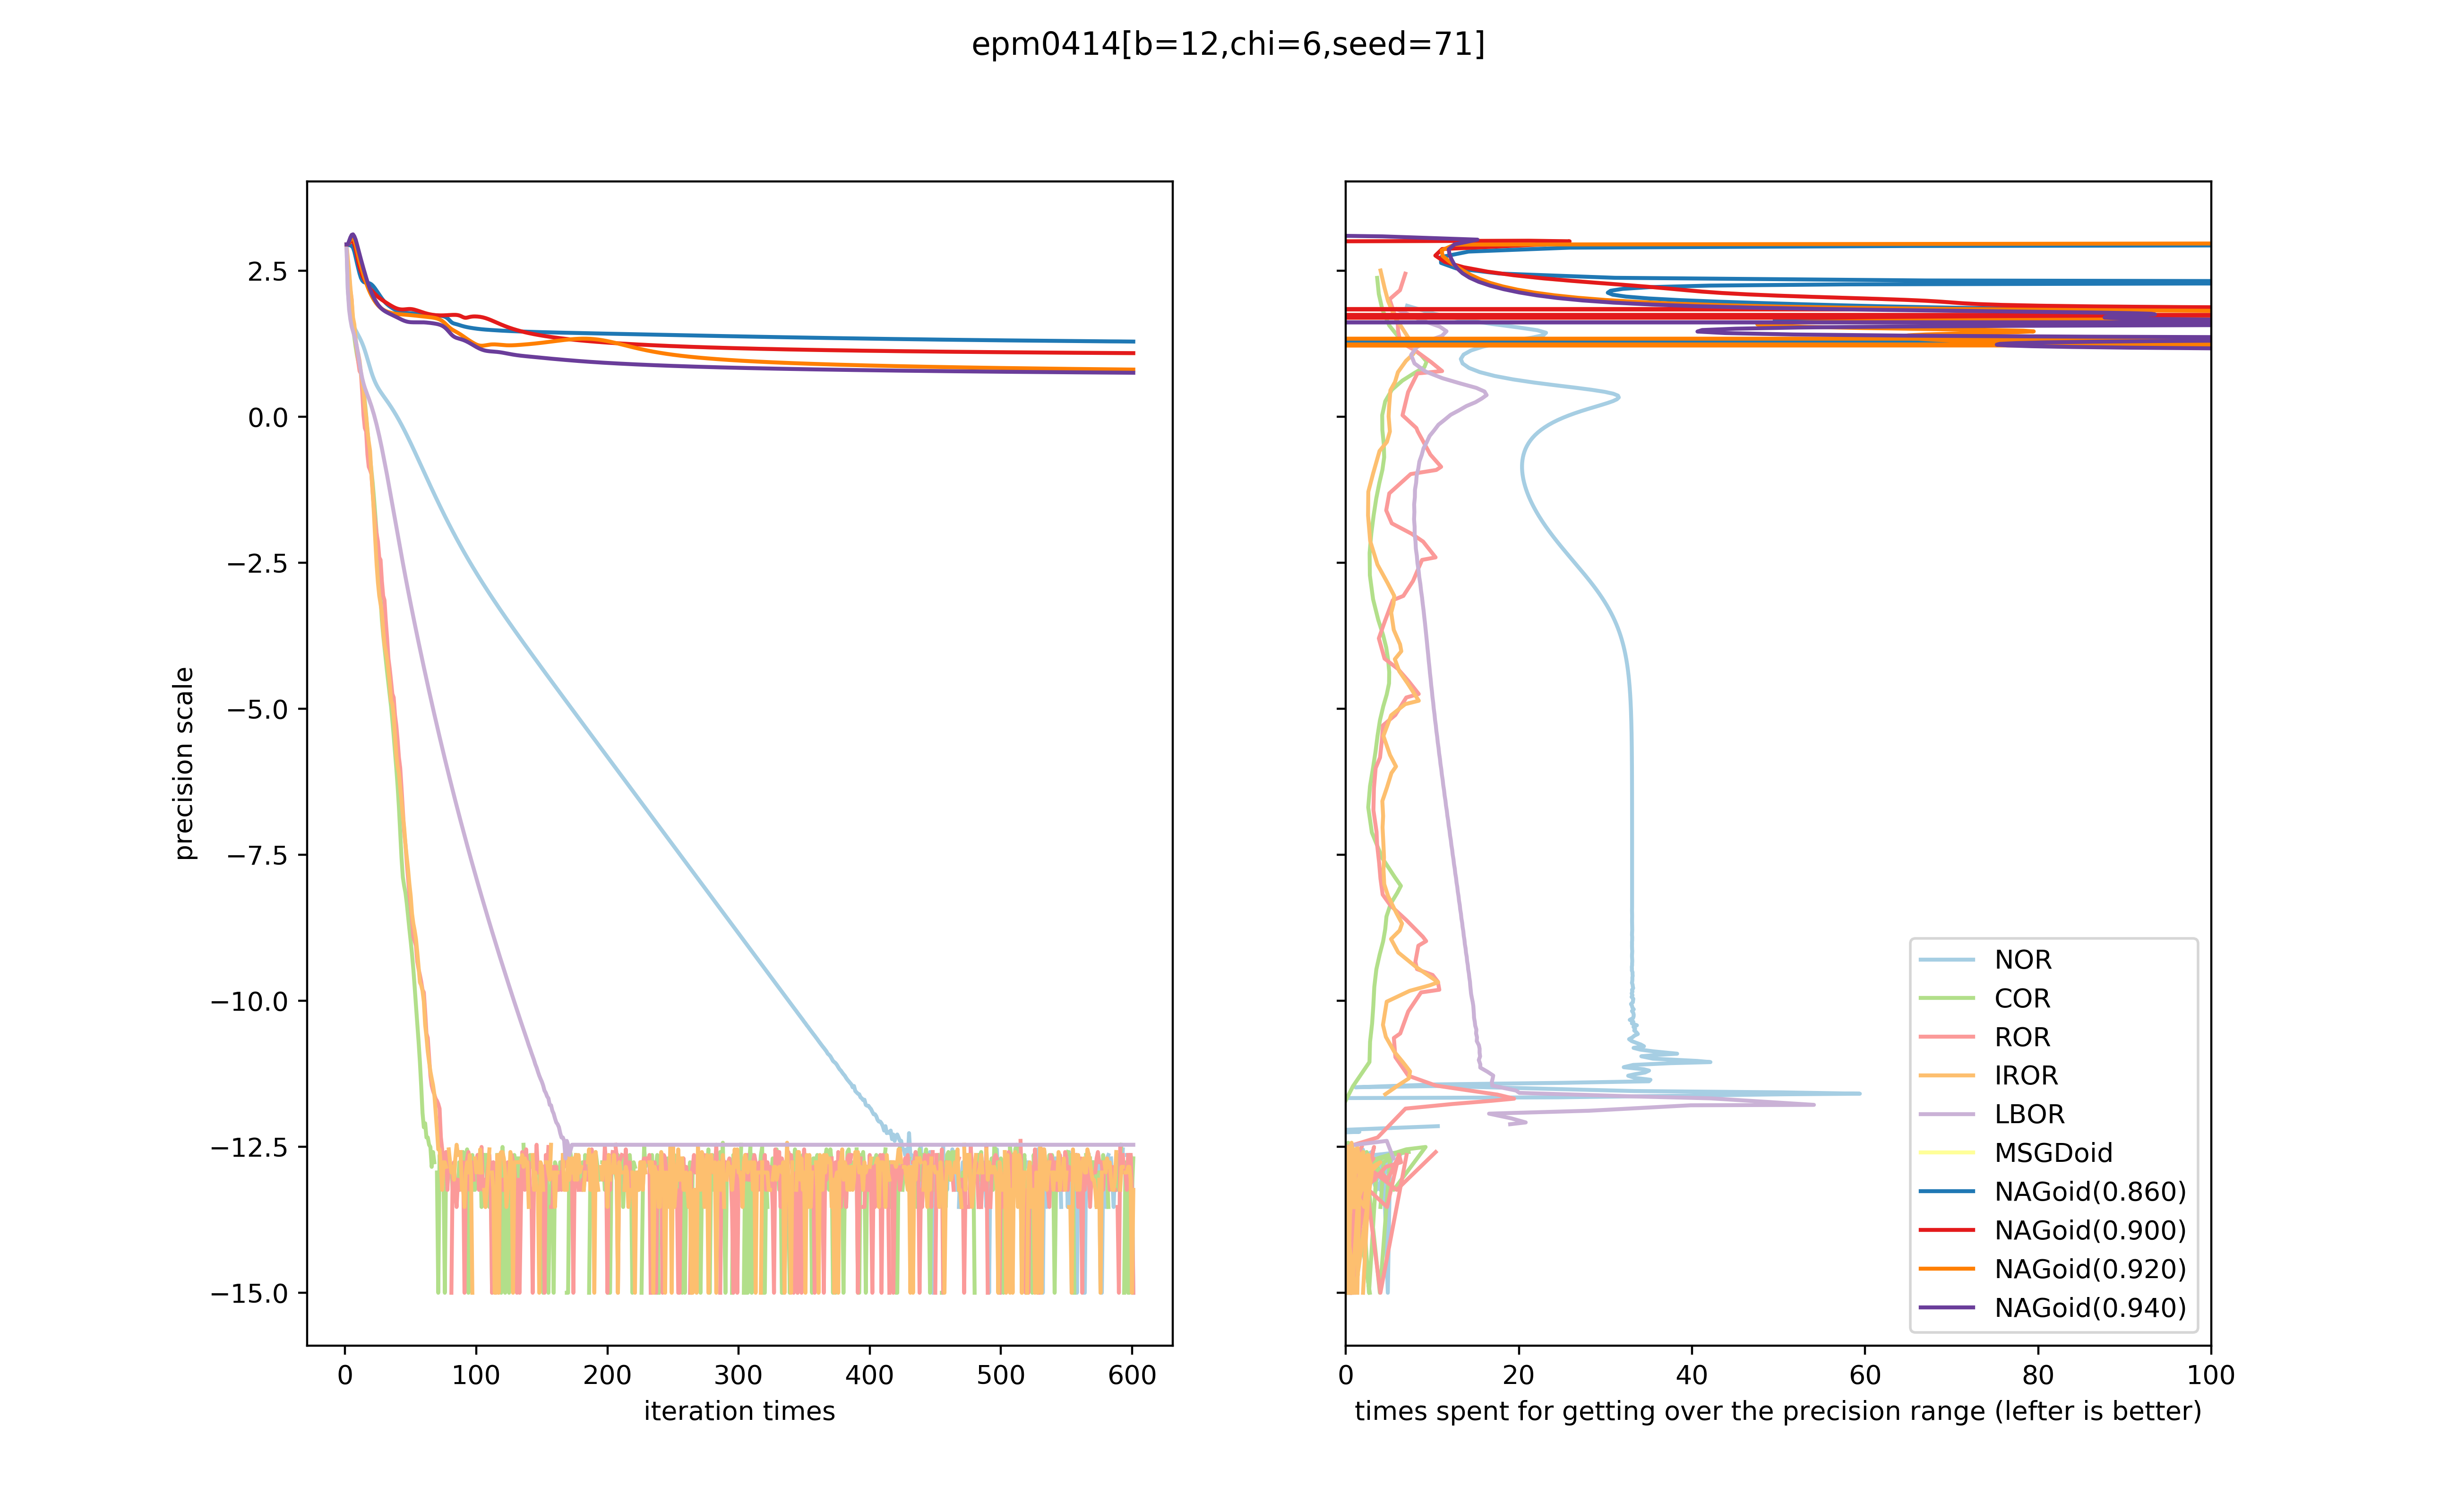 epm0414[b=12,chi=6,seed=71]
precision scale
2.5
0.0
−2.5
−5.0
−7.5
−10.0
−12.5
−15.0
0 100 200 300 400 500 600
iteration times
0 20 40 60 80 100
times spent for getting over the precision range (lefter is better)
NOR
COR
ROR
IROR
LBOR
MSGDoid
NAGoid(0.860)
NAGoid(0.900)
NAGoid(0.920)
NAGoid(0.940)